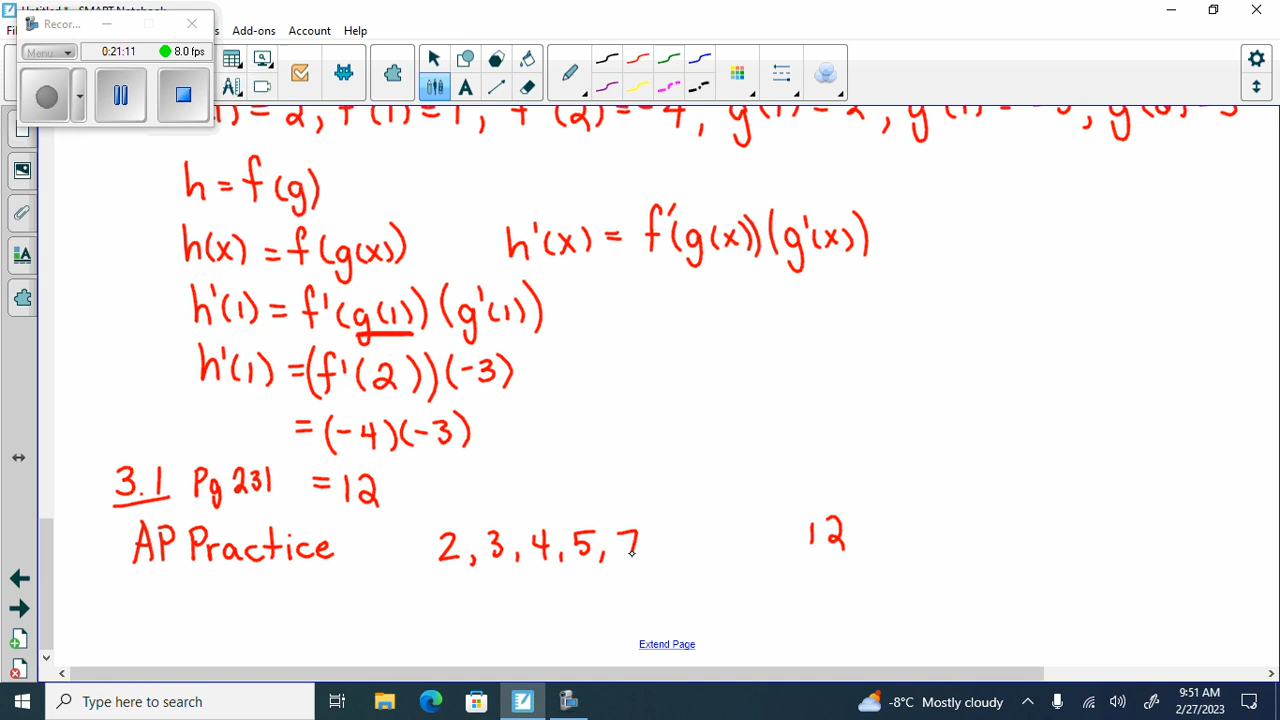 Recor...
Menu
0:21:11
8.0 fps
Add-ons Account Help
h = f(g)
h(x) = f(g(x))
h'(x) = f'(g(x))(g'(x))
h'(1) = f'(g(1))(g'(1))
h'(1) = (f'(2))(-3)
= (-4)(-3)
3.1 Pg 231 = 12
AP Practice 2, 3, 4, 5, 7 12
Extend Page
Type here to search
-8°C Mostly cloudy
9:51 AM
2/27/2023